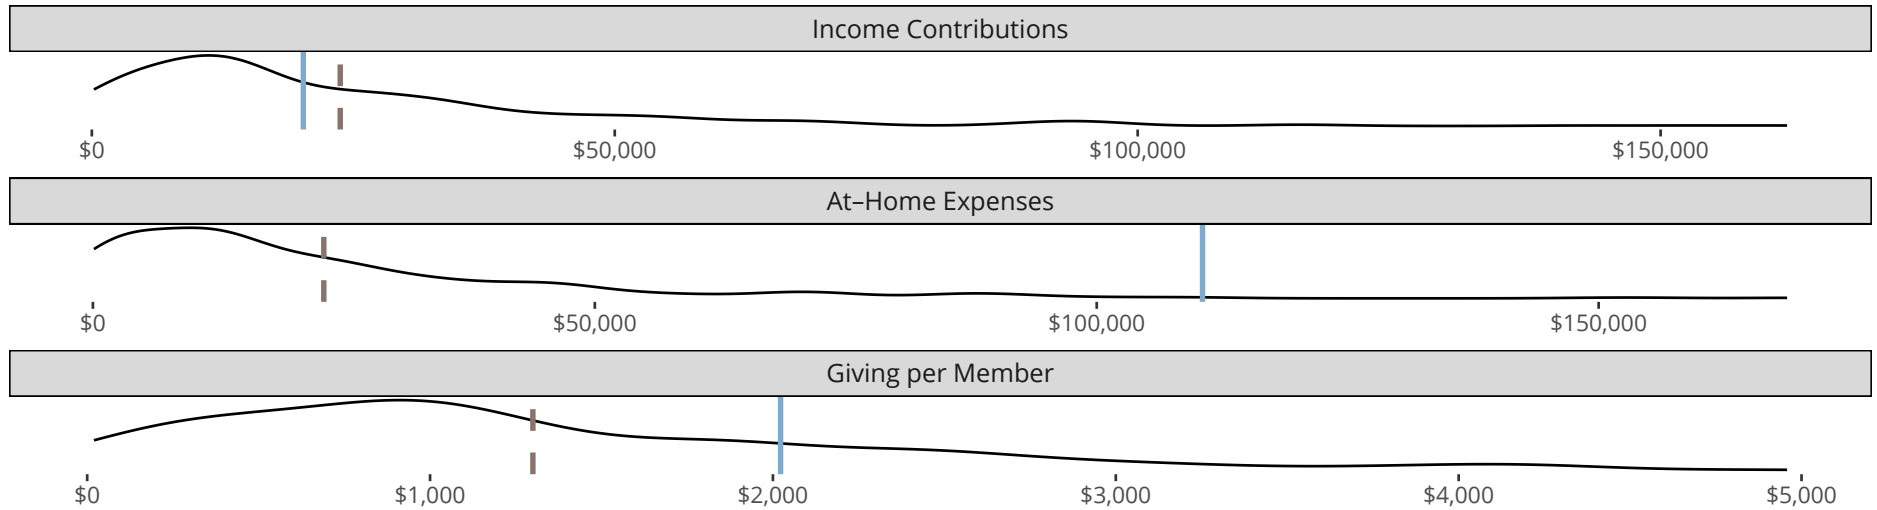 Income Contributions
$0 $50,000 $100,000 $150,000
At–Home Expenses
$0 $50,000 $100,000 $150,000
Giving per Member
$0 $1,000 $2,000 $3,000 $4,000 $5,000